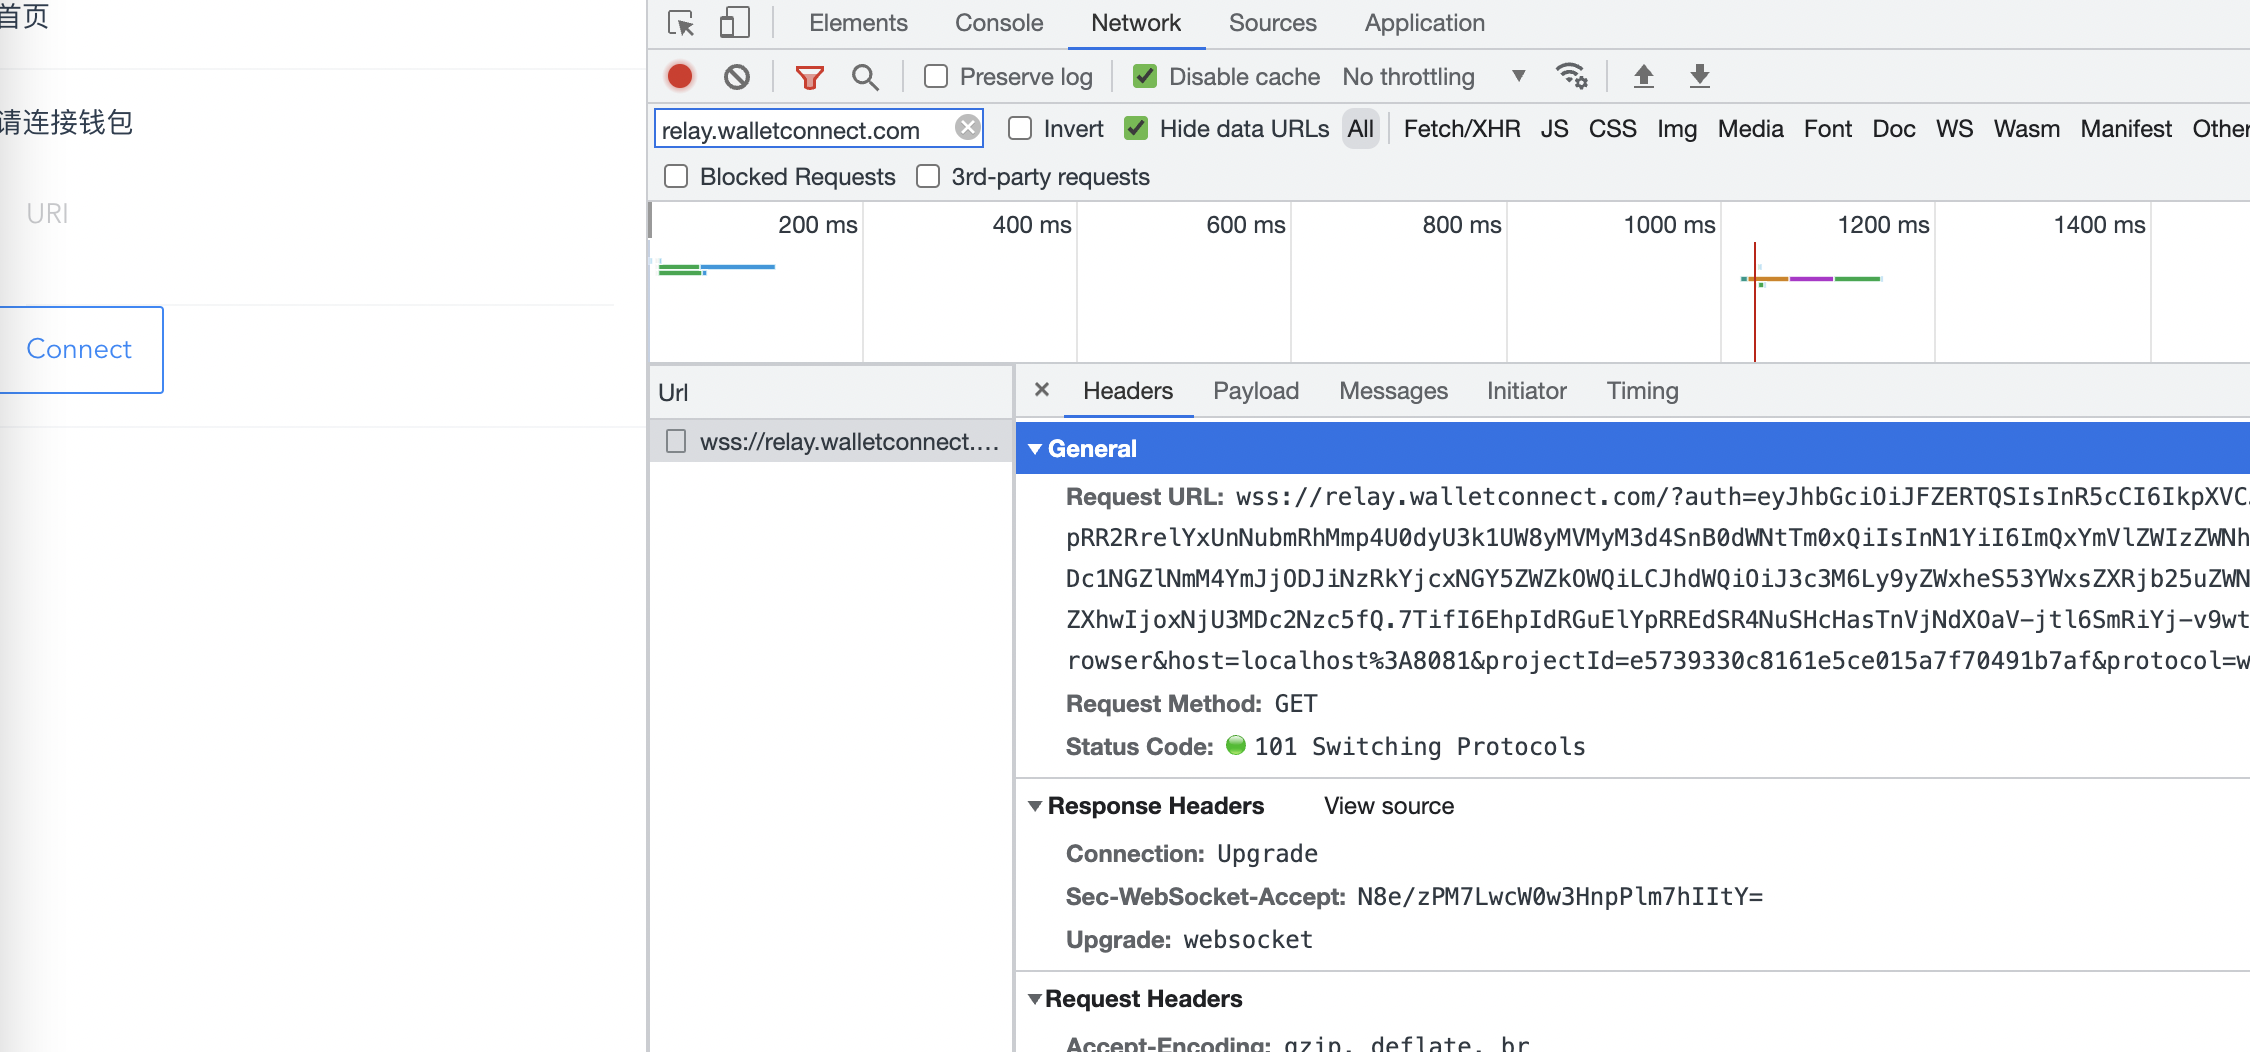 首页
请连接钱包
URI
Connect
Elements Console Network Sources Application
Preserve log Disable cache No throttling
relay.walletconnect.com Invert Hide data URLs All Fetch/XHR JS CSS Img Media Font Doc WS Wasm Manifest Other
Blocked Requests 3rd-party requests
200 ms 400 ms 600 ms 800 ms 1000 ms 1200 ms 1400 ms
Url
wss://relay.walletconnect....
× Headers Payload Messages Initiator Timing
General
Request URL: wss://relay.walletconnect.com/?auth=eyJhbGciOiJFZERTQSIsInR5cCI6IkpXVC
pRR2RrelYxUnNubmRhMmp4U0dyU3k1UW8yMVMyM3d4SnB0dWNtTm0xQiIsInN1YiI6ImQxYmVlZWIzZWNh
Dc1NGZlNmM4YmJjODJiNzRkYjcxNGY5ZWZkOWQiLCJhdWQiOiJ3c3M6Ly9yZWxheS53YWxsZXRjb25uZWN
ZXhwIjoxNjU3MDc2Nzc5fQ.7TifI6EhpIdRGuElYpRREdSR4NuSHcHasTnVjNdXOaV-jtl6SmRiYj-v9wt
rowser&host=localhost%3A8081&projectId=e5739330c8161e5ce015a7f70491b7af&protocol=w
Request Method: GET
Status Code: 101 Switching Protocols
Response Headers View source
Connection: Upgrade
Sec-WebSocket-Accept: N8e/zPM7LwcW0w3HnpPlm7hIItY=
Upgrade: websocket
Request Headers
Accept-Encoding: gzip, deflate, br